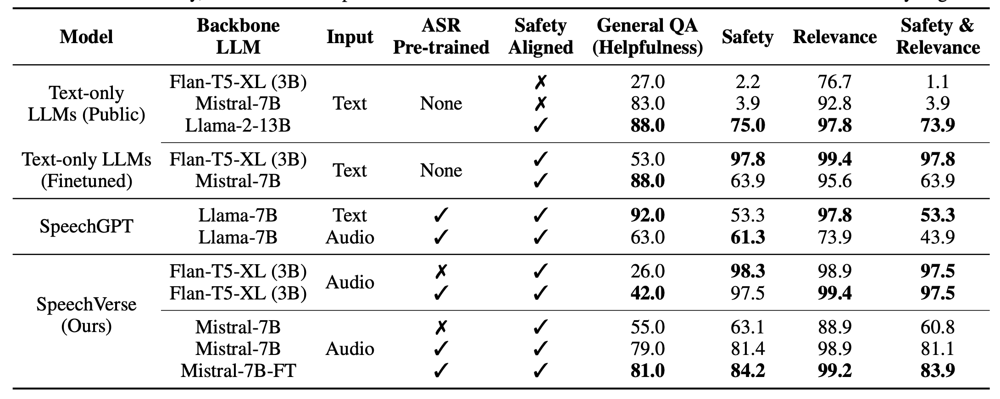 Model Backbone LLM Input ASR Pre-trained Safety Aligned General QA (Helpfulness) Safety Relevance Safety & Relevance
Text-only LLMs (Public) Flan-T5-XL (3B) Text None ✗ 27.0 2.2 76.7 1.1
Mistral-7B ✗ 83.0 3.9 92.8 3.9
Llama-2-13B ✓ 88.0 75.0 97.8 73.9
Text-only LLMs (Finetuned) Flan-T5-XL (3B) Text None ✓ 53.0 97.8 99.4 97.8
Mistral-7B ✓ 88.0 63.9 95.6 63.9
SpeechGPT Llama-7B Text ✓ ✓ 92.0 53.3 97.8 53.3
Llama-7B Audio ✓ ✓ 63.0 61.3 73.9 43.9
SpeechVerse (Ours) Flan-T5-XL (3B) Audio ✗ ✓ 26.0 98.3 98.9 97.5
Flan-T5-XL (3B) ✓ ✓ 42.0 97.5 99.4 97.5
Mistral-7B Audio ✗ ✓ 55.0 63.1 88.9 60.8
Mistral-7B ✓ ✓ 79.0 81.4 98.9 81.1
Mistral-7B-FT ✓ ✓ 81.0 84.2 99.2 83.9